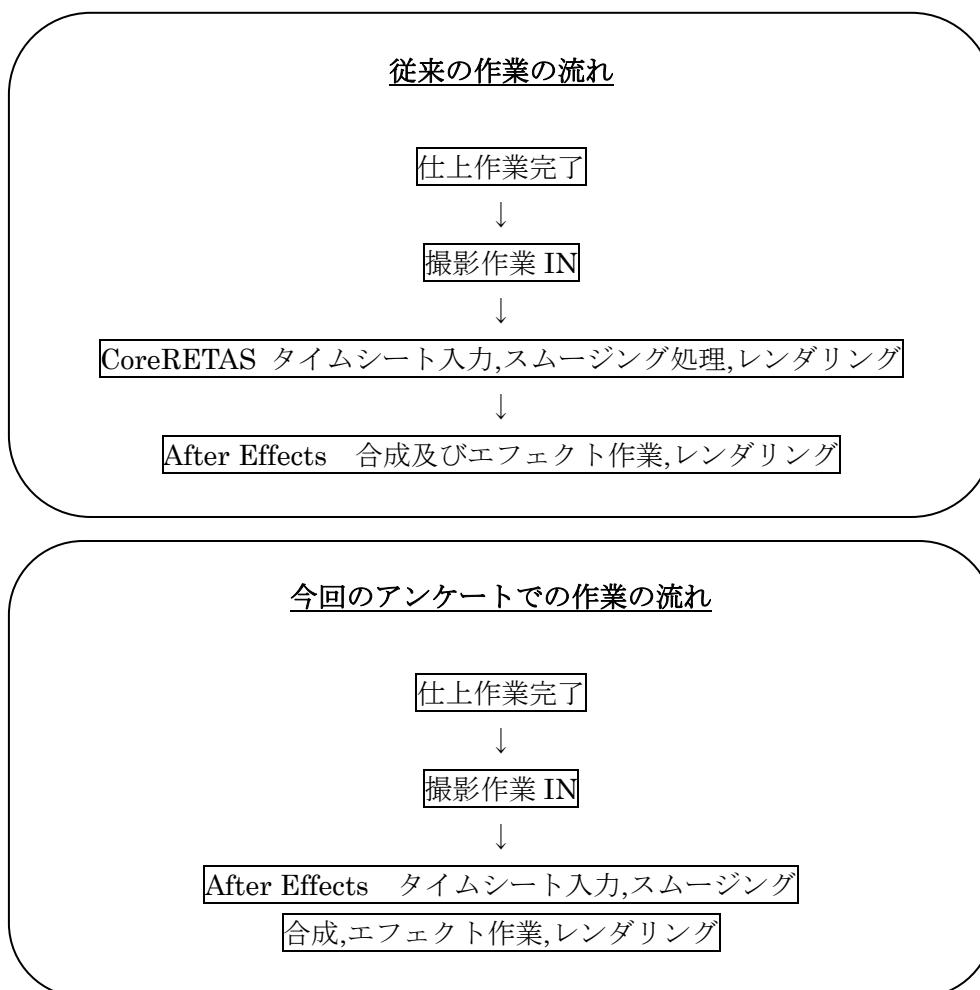 従来の作業の流れ
仕上作業完了
↓
撮影作業 IN
↓
CoreRETAS タイムシート入力,スムージング処理,レンダリング
↓
After Effects　合成及びエフェクト作業,レンダリング
今回のアンケートでの作業の流れ
仕上作業完了
↓
撮影作業 IN
↓
After Effects　タイムシート入力,スムージング
合成,エフェクト作業,レンダリング